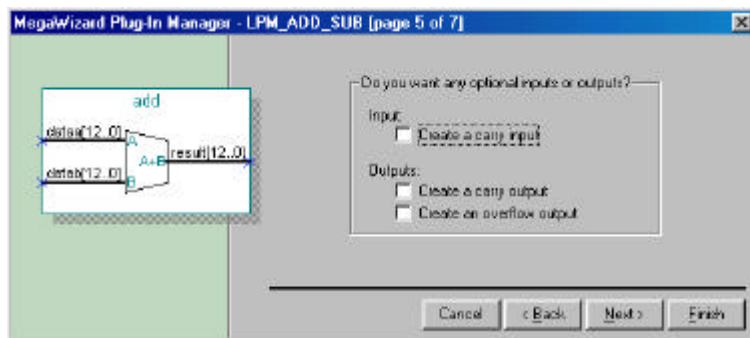 MegaWizard Plug-In Manager - LPM_ADD_SUB [page 5 of 7]
add
dataa[12..0]
A
A+B
result[12..0]
datab[12..0]
B
Do you want any optional inputs or outputs?
Input:
Create a carry input
Outputs:
Create a carry output
Create an overflow output
Cancel
< Back
Next >
Finish